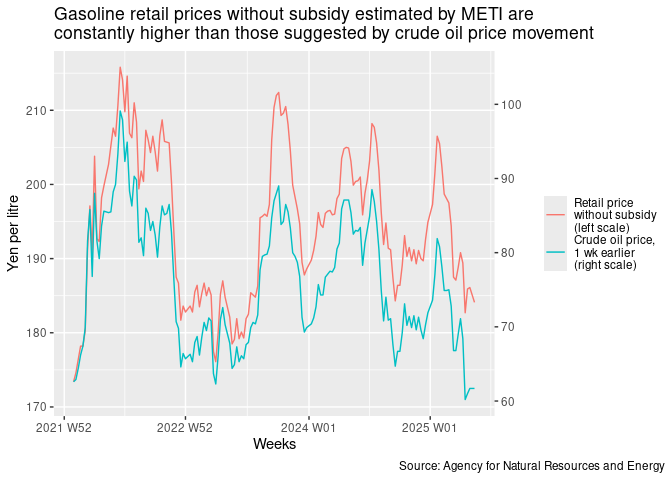 Gasoline retail prices without subsidy estimated by METI are
constantly higher than those suggested by crude oil price movement
210
200
190
180
170
Yen per litre
100
90
80
70
60
2021 W52
2022 W52
2024 W01
2025 W01
Weeks
Retail price
without subsidy
(left scale)
Crude oil price,
1 wk earlier
(right scale)
Source: Agency for Natural Resources and Energy